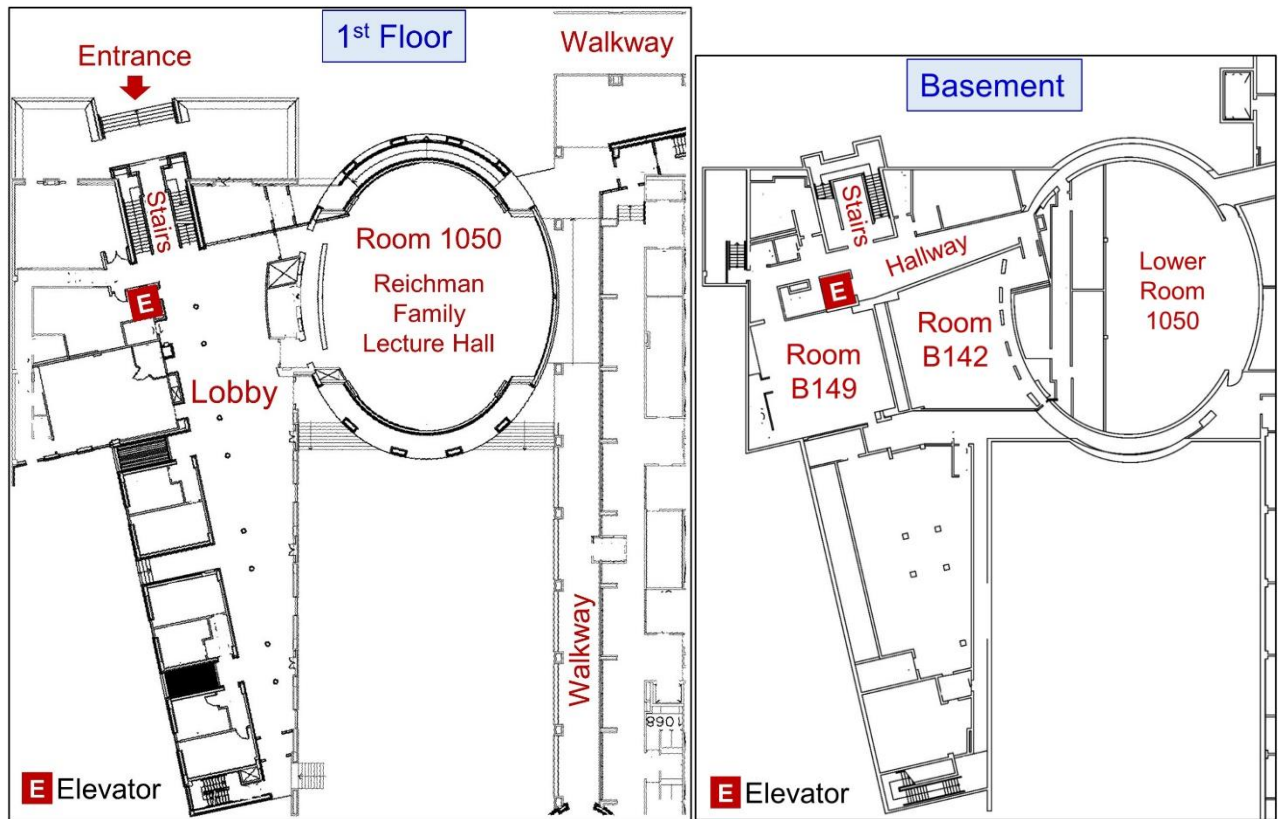 1st Floor
Walkway
Entrance
Stairs
Room 1050
Reichman
Family
Lecture Hall
E
Lobby
Walkway
1068
E Elevator
Basement
Stairs
Hallway
E
Lower
Room
1050
Room
B142
Room
B149
E Elevator